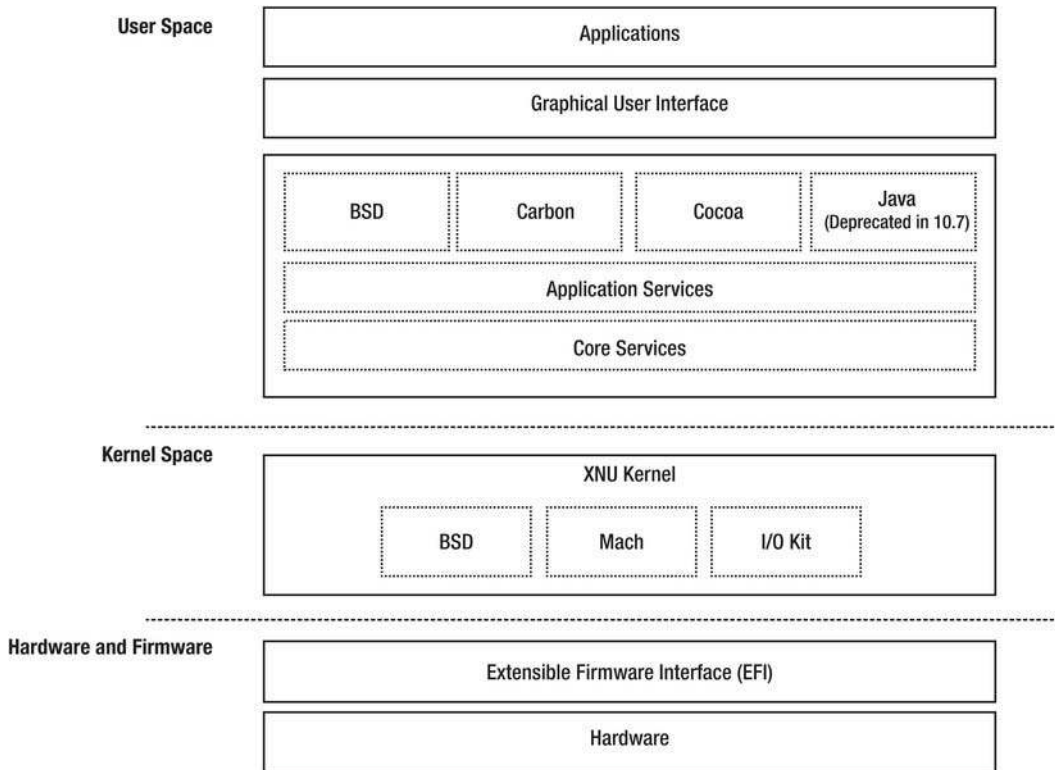 User Space
Applications
Graphical User Interface
BSD
Carbon
Cocoa
Java
(Deprecated in 10.7)
Application Services
Core Services
Kernel Space
XNU Kernel
BSD
Mach
I/O Kit
Hardware and Firmware
Extensible Firmware Interface (EFI)
Hardware